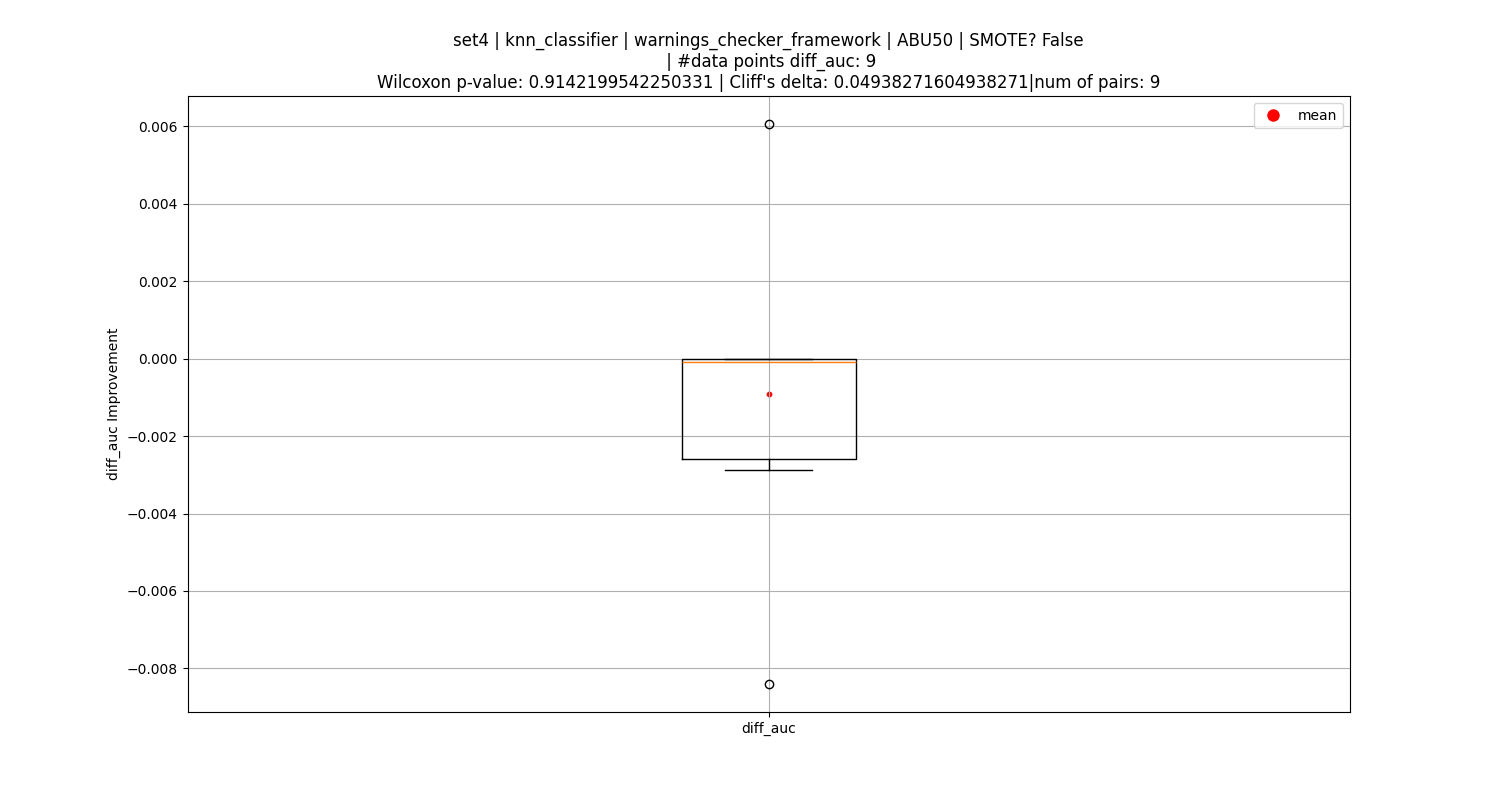 set4 | knn_classifier | warnings_checker_framework | ABU50 | SMOTE? False
| #data points diff_auc: 9
Wilcoxon p-value: 0.9142199542250331 | Cliff's delta: 0.04938271604938271|num of pairs: 9
mean
0.006
0.004
0.002
0.000
−0.002
−0.004
−0.006
−0.008
diff_auc Improvement
diff_auc